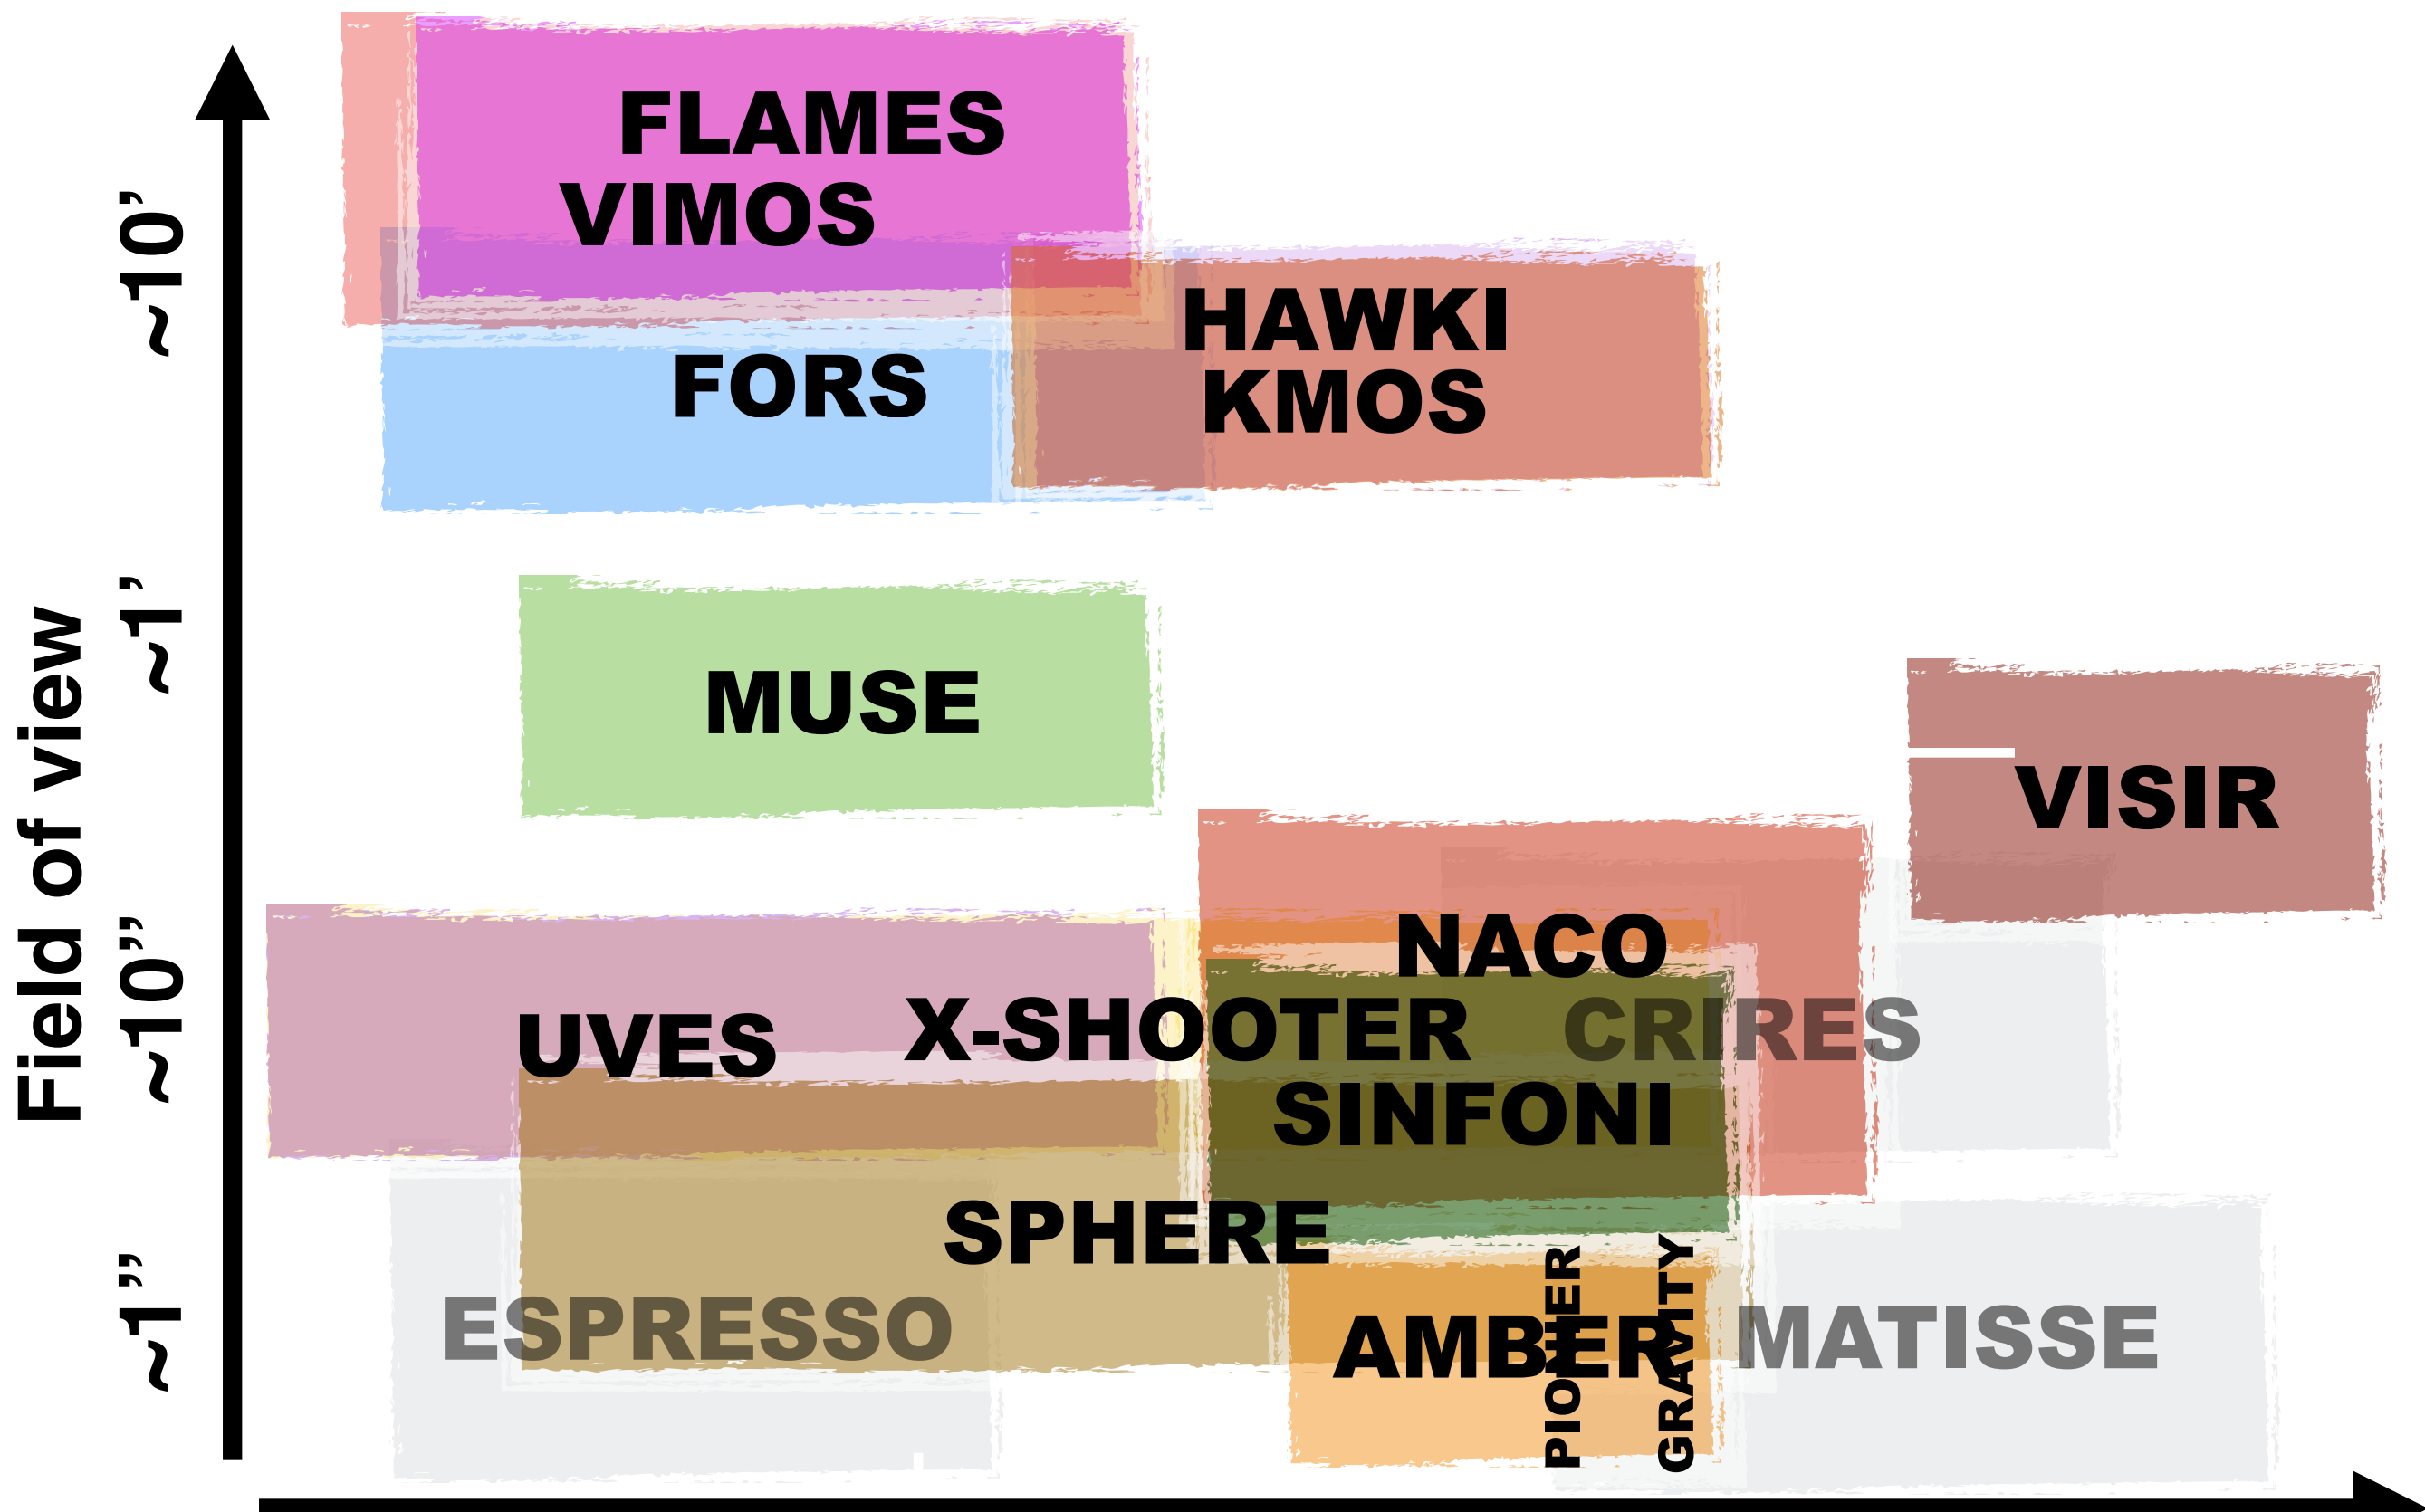 FLAMES
VIMOS
~10’
HAWKI
FORS
KMOS
~1’
Field of view
MUSE
VISIR
~10”
NACO
UVES
X-SHOOTER
CRIRES
SINFONI
SPHERE
~1”
ESPRESSO
AMBER
PIONIER
GRAVITY
MATISSE